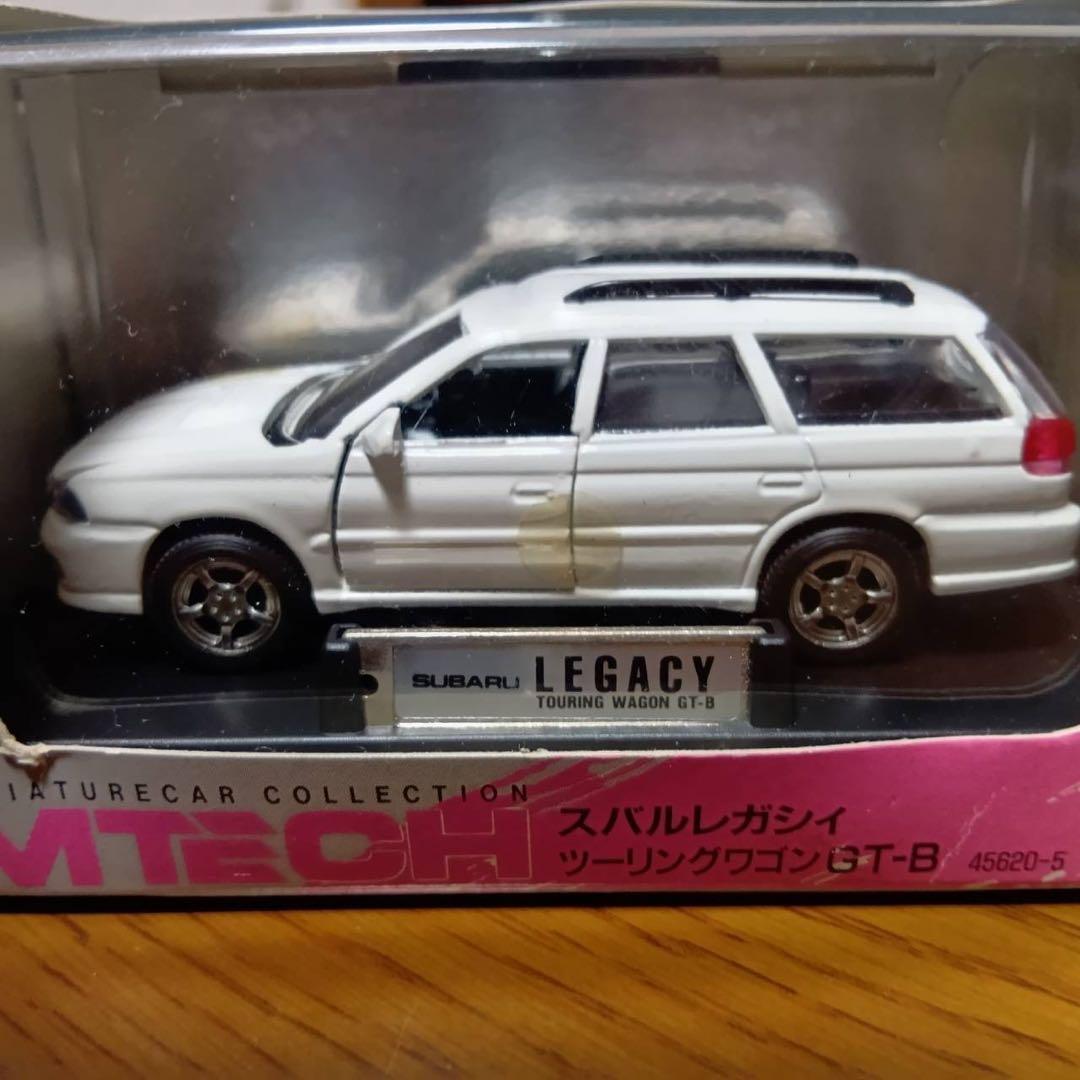 SUBARU LEGACY
TOURING WAGON GT-B
IATURECAR COLLECTION
MTECH
スバルレガシィ
ツーリングワゴンGT-B 45620-5